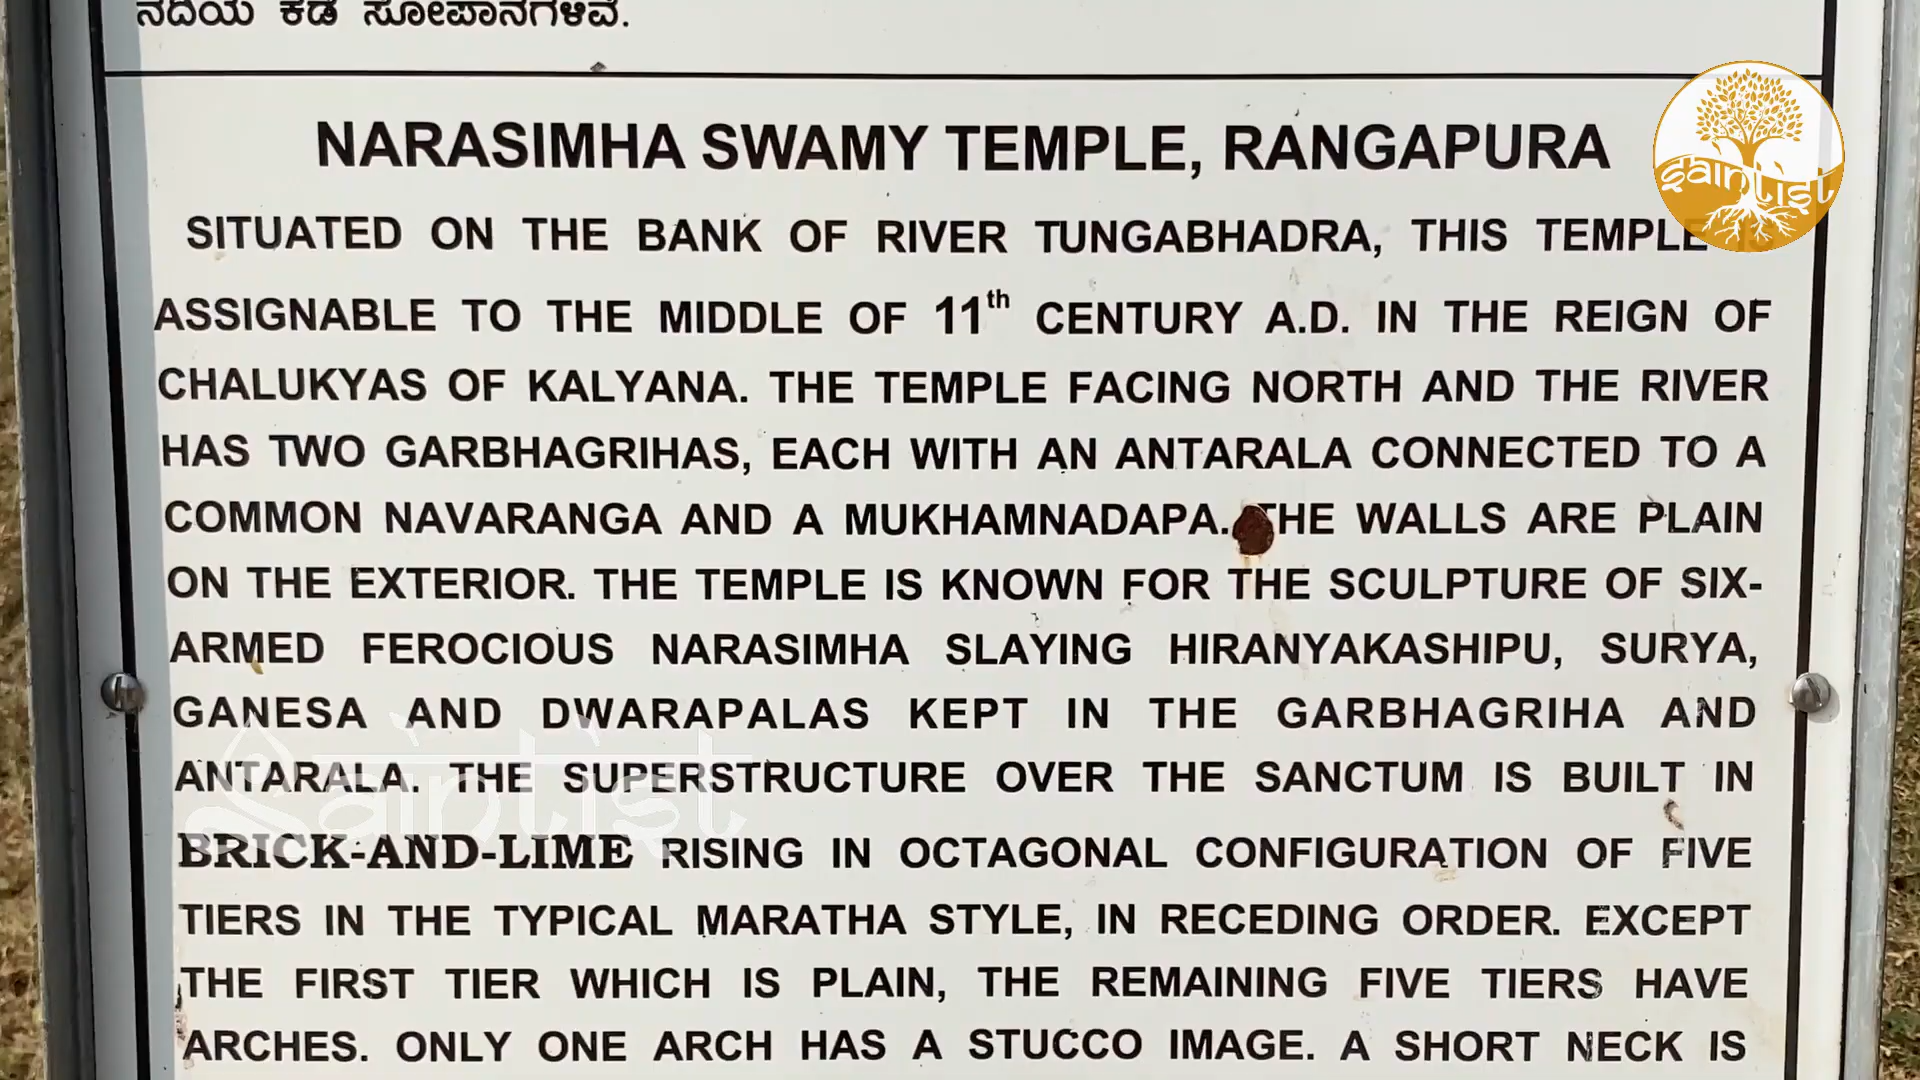 ನದಿಯ ಕಡೆ ಸೋಪಾನಗಳಿವೆ.
NARASIMHA SWAMY TEMPLE, RANGAPURA
saintist
SITUATED ON THE BANK OF RIVER TUNGABHADRA, THIS TEMPLE IS
ASSIGNABLE TO THE MIDDLE OF 11th CENTURY A.D. IN THE REIGN OF
CHALUKYAS OF KALYANA. THE TEMPLE FACING NORTH AND THE RIVER
HAS TWO GARBHAGRIHAS, EACH WITH AN ANTARALA CONNECTED TO A
COMMON NAVARANGA AND A MUKHAMNADAPA. THE WALLS ARE PLAIN
ON THE EXTERIOR. THE TEMPLE IS KNOWN FOR THE SCULPTURE OF SIX-
ARMED FEROCIOUS NARASIMHA SLAYING HIRANYAKASHIPU, SURYA,
GANESA AND DWARAPALAS KEPT IN THE GARBHAGRIHA AND
ANTARALA. THE SUPERSTRUCTURE OVER THE SANCTUM IS BUILT IN
saintist
BRICK-AND-LIME RISING IN OCTAGONAL CONFIGURATION OF FIVE
TIERS IN THE TYPICAL MARATHA STYLE, IN RECEDING ORDER. EXCEPT
THE FIRST TIER WHICH IS PLAIN, THE REMAINING FIVE TIERS HAVE
ARCHES. ONLY ONE ARCH HAS A STUCCO IMAGE. A SHORT NECK IS